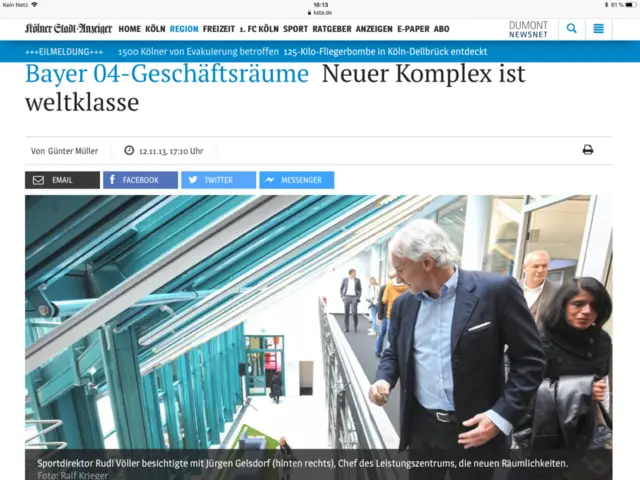 Kein Netz 16:13
ksta.de
Kölner Stadt-Anzeiger HOME KÖLN REGION FREIZEIT 1. FC KÖLN SPORT RATGEBER MEHR E-PAPER ABO DUMONT
NEWSNET
+++EILMELDUNG+++ 1500 Kölner von Evakuierung betroffen 125-Kilo-Fliegerbombe in Köln-Dellbrück entdeckt
Bayer 04-Geschäftsräume Neuer Komplex ist
weltklasse
Von Günter Müller 12.11.13, 17:10 Uhr
EMAIL FACEBOOK TWITTER MESSENGER
Sportdirektor Rudi Völler besichtigte mit Jürgen Gelsdorf (hinten rechts), Chef des Leistungszentrums, die neuen Räumlichkeiten.
Foto: Ralf Krieger